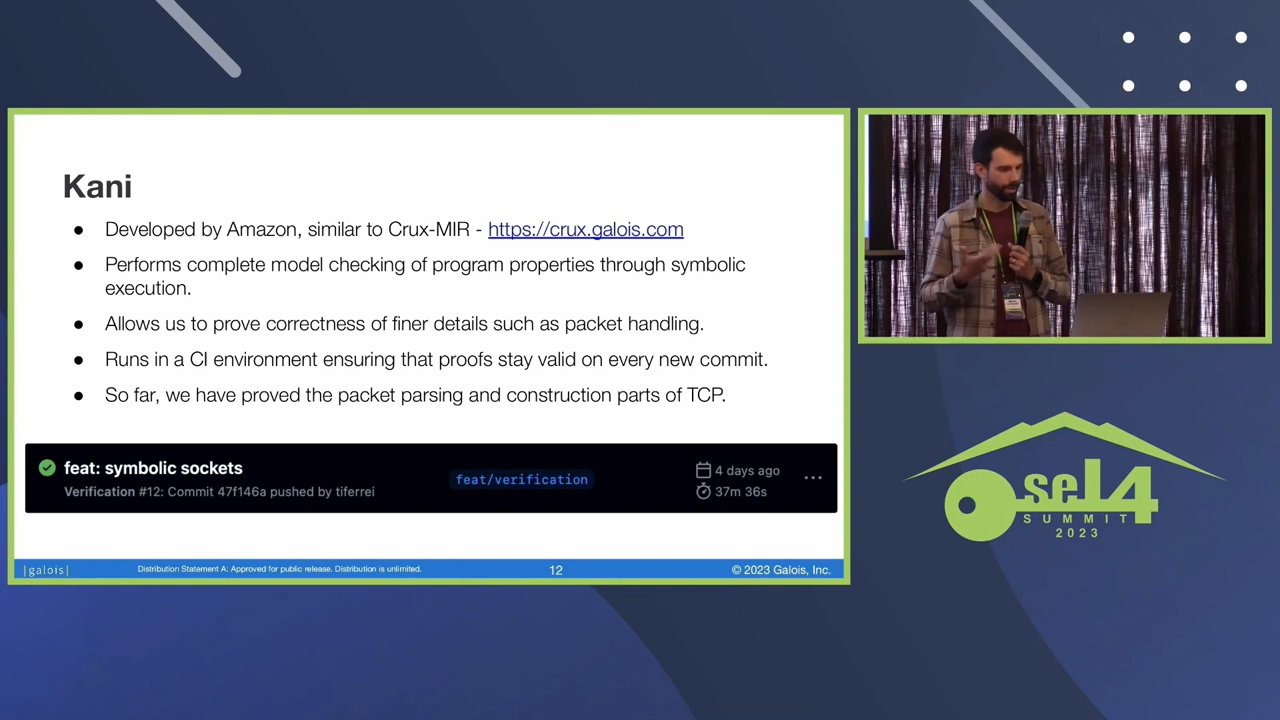 Kani
● Developed by Amazon, similar to Crux-MIR - https://crux.galois.com
● Performs complete model checking of program properties through symbolic
execution.
● Allows us to prove correctness of finer details such as packet handling.
● Runs in a CI environment ensuring that proofs stay valid on every new commit.
● So far, we have proved the packet parsing and construction parts of TCP.
feat: symbolic sockets
Verification #12: Commit 47f146a pushed by tiferrei
feat/verification
4 days ago
37m 36s
|galois|
Distribution Statement A: Approved for public release. Distribution is unlimited.
12
© 2023 Galois, Inc.
seL4
SUMMIT
2023